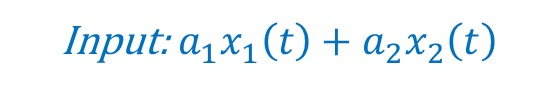 Input: a₁x₁(t) + a₂x₂(t)